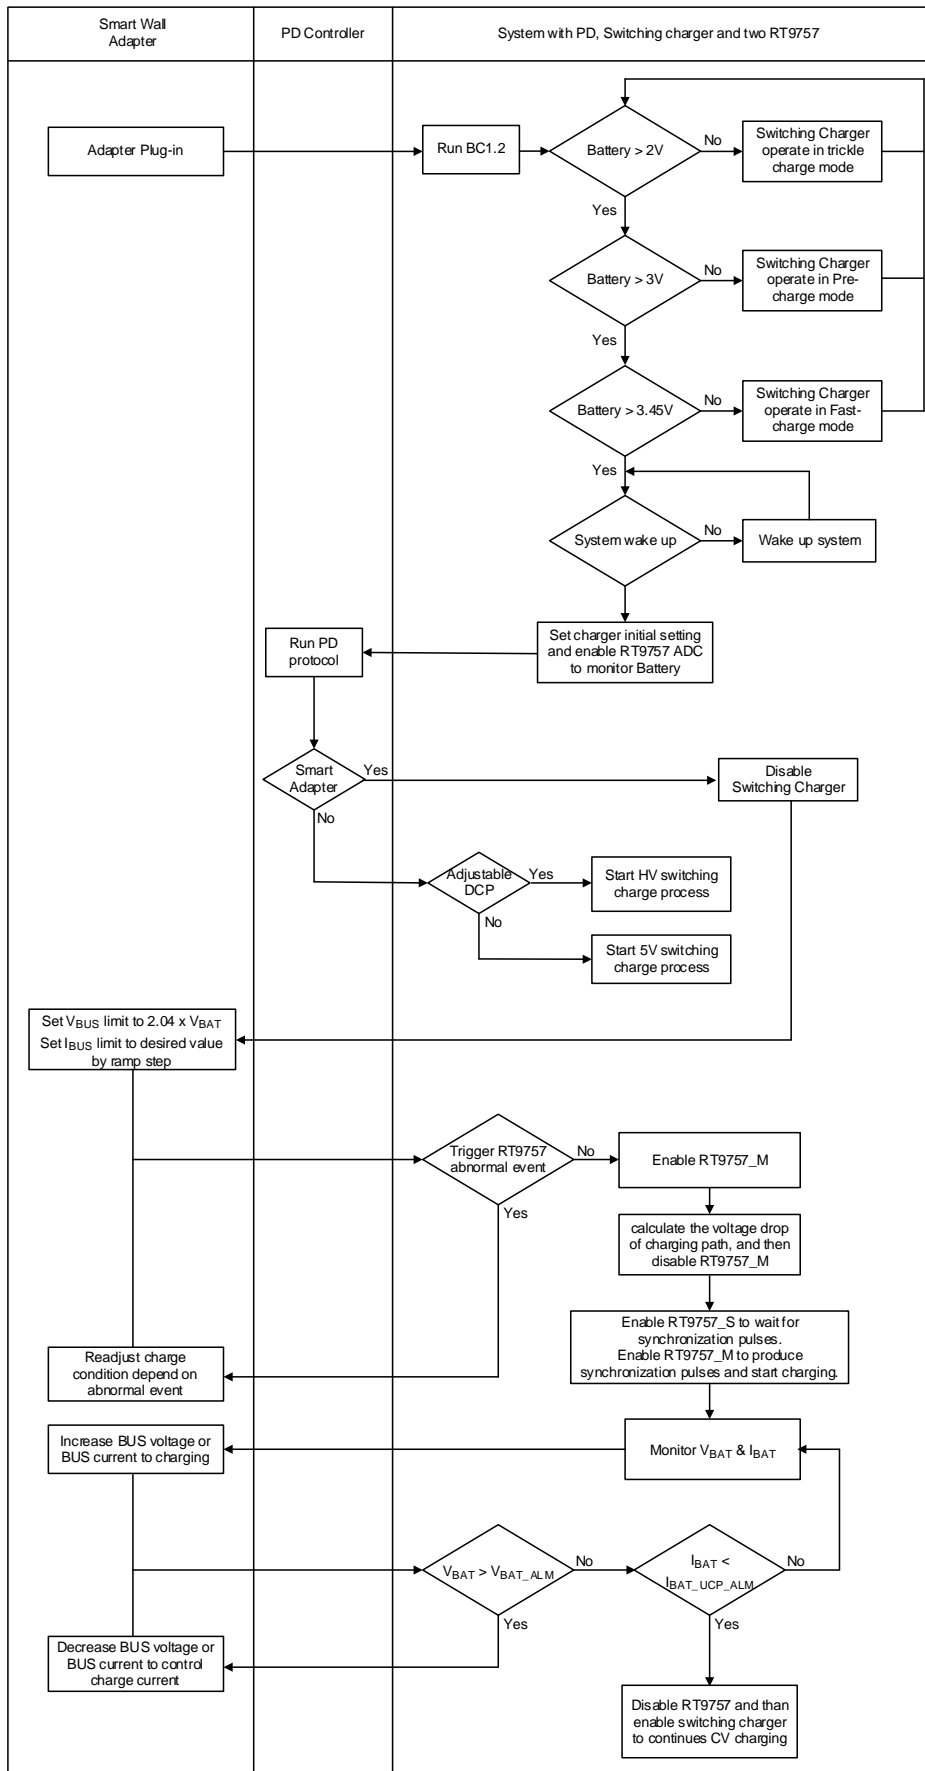 Smart Wall
Adapter
PD Controller
System with PD, Switching charger and two RT9757
Adapter Plug-in
Run BC1.2
Battery > 2V
No
Switching Charger
operate in trickle
charge mode
Yes
Battery > 3V
No
Switching Charger
operate in Pre-
charge mode
Yes
Battery > 3.45V
No
Switching Charger
operate in Fast-
charge mode
Yes
System wake up
No
Wake up system
Set charger initial setting
and enable RT9757 ADC
to monitor Battery
Run PD
protocol
Smart
Adapter
Yes
Disable
Switching Charger
No
Adjustable
DCP
Yes
Start HV switching
charge process
No
Start 5V switching
charge process
Set VBUS limit to 2.04 x VBAT
Set IBUS limit to desired value
by ramp step
Trigger RT9757
abnormal event
No
Enable RT9757_M
Yes
calculate the voltage drop
of charging path, and then
disable RT9757_M
Enable RT9757_S to wait for
synchronization pulses.
Enable RT9757_M to produce
synchronization pulses and start charging.
Readjust charge
condition depend on
abnormal event
Increase BUS voltage or
BUS current to charging
Monitor VBAT & IBAT
VBAT > VBAT_ALM
No
IBAT <
IBAT_UCP_ALM
No
Yes
Yes
Decrease BUS voltage or
BUS current to control
charge current
Disable RT9757 and than
enable switching charger
to continues CV charging